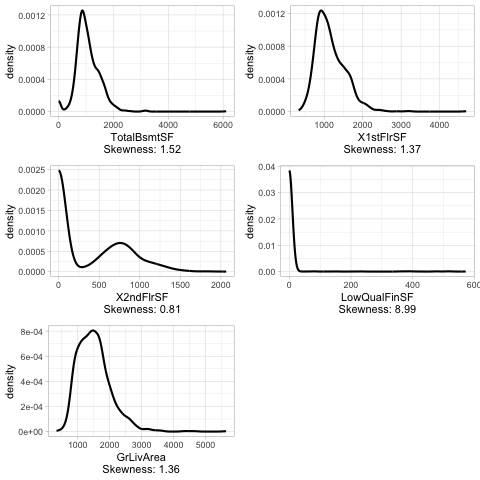 density
0.0012
0.0008
0.0004
0.0000
0
2000
4000
6000
TotalBsmtSF
Skewness: 1.52
density
0.0012
0.0008
0.0004
0.0000
1000
2000
3000
4000
X1stFlrSF
Skewness: 1.37
density
0.0025
0.0020
0.0015
0.0010
0.0005
0.0000
0
500
1000
1500
2000
X2ndFlrSF
Skewness: 0.81
density
0.04
0.03
0.02
0.01
0.00
0
200
400
600
LowQualFinSF
Skewness: 8.99
density
8e-04
6e-04
4e-04
2e-04
0e+00
1000
2000
3000
4000
5000
GrLivArea
Skewness: 1.36